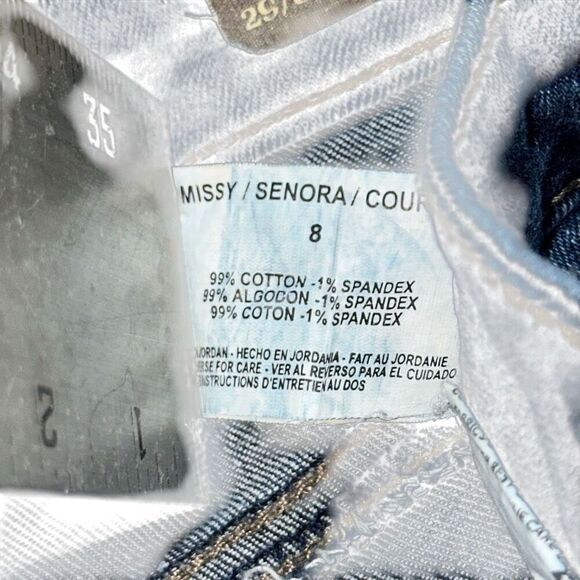 29/
4
35
MISSY / SENORA / COUR
8
99% COTTON -1% SPANDEX
99% ALGODON -1% SPANDEX
99% COTON -1% SPANDEX
JORDAN - HECHO EN JORDANIA - FAIT AU JORDANIE
FOR CARE - VER AL REVERSO PARA EL CUIDADO
INSTRUCTIONS D'ENTRETIEN AU DOS
2
1